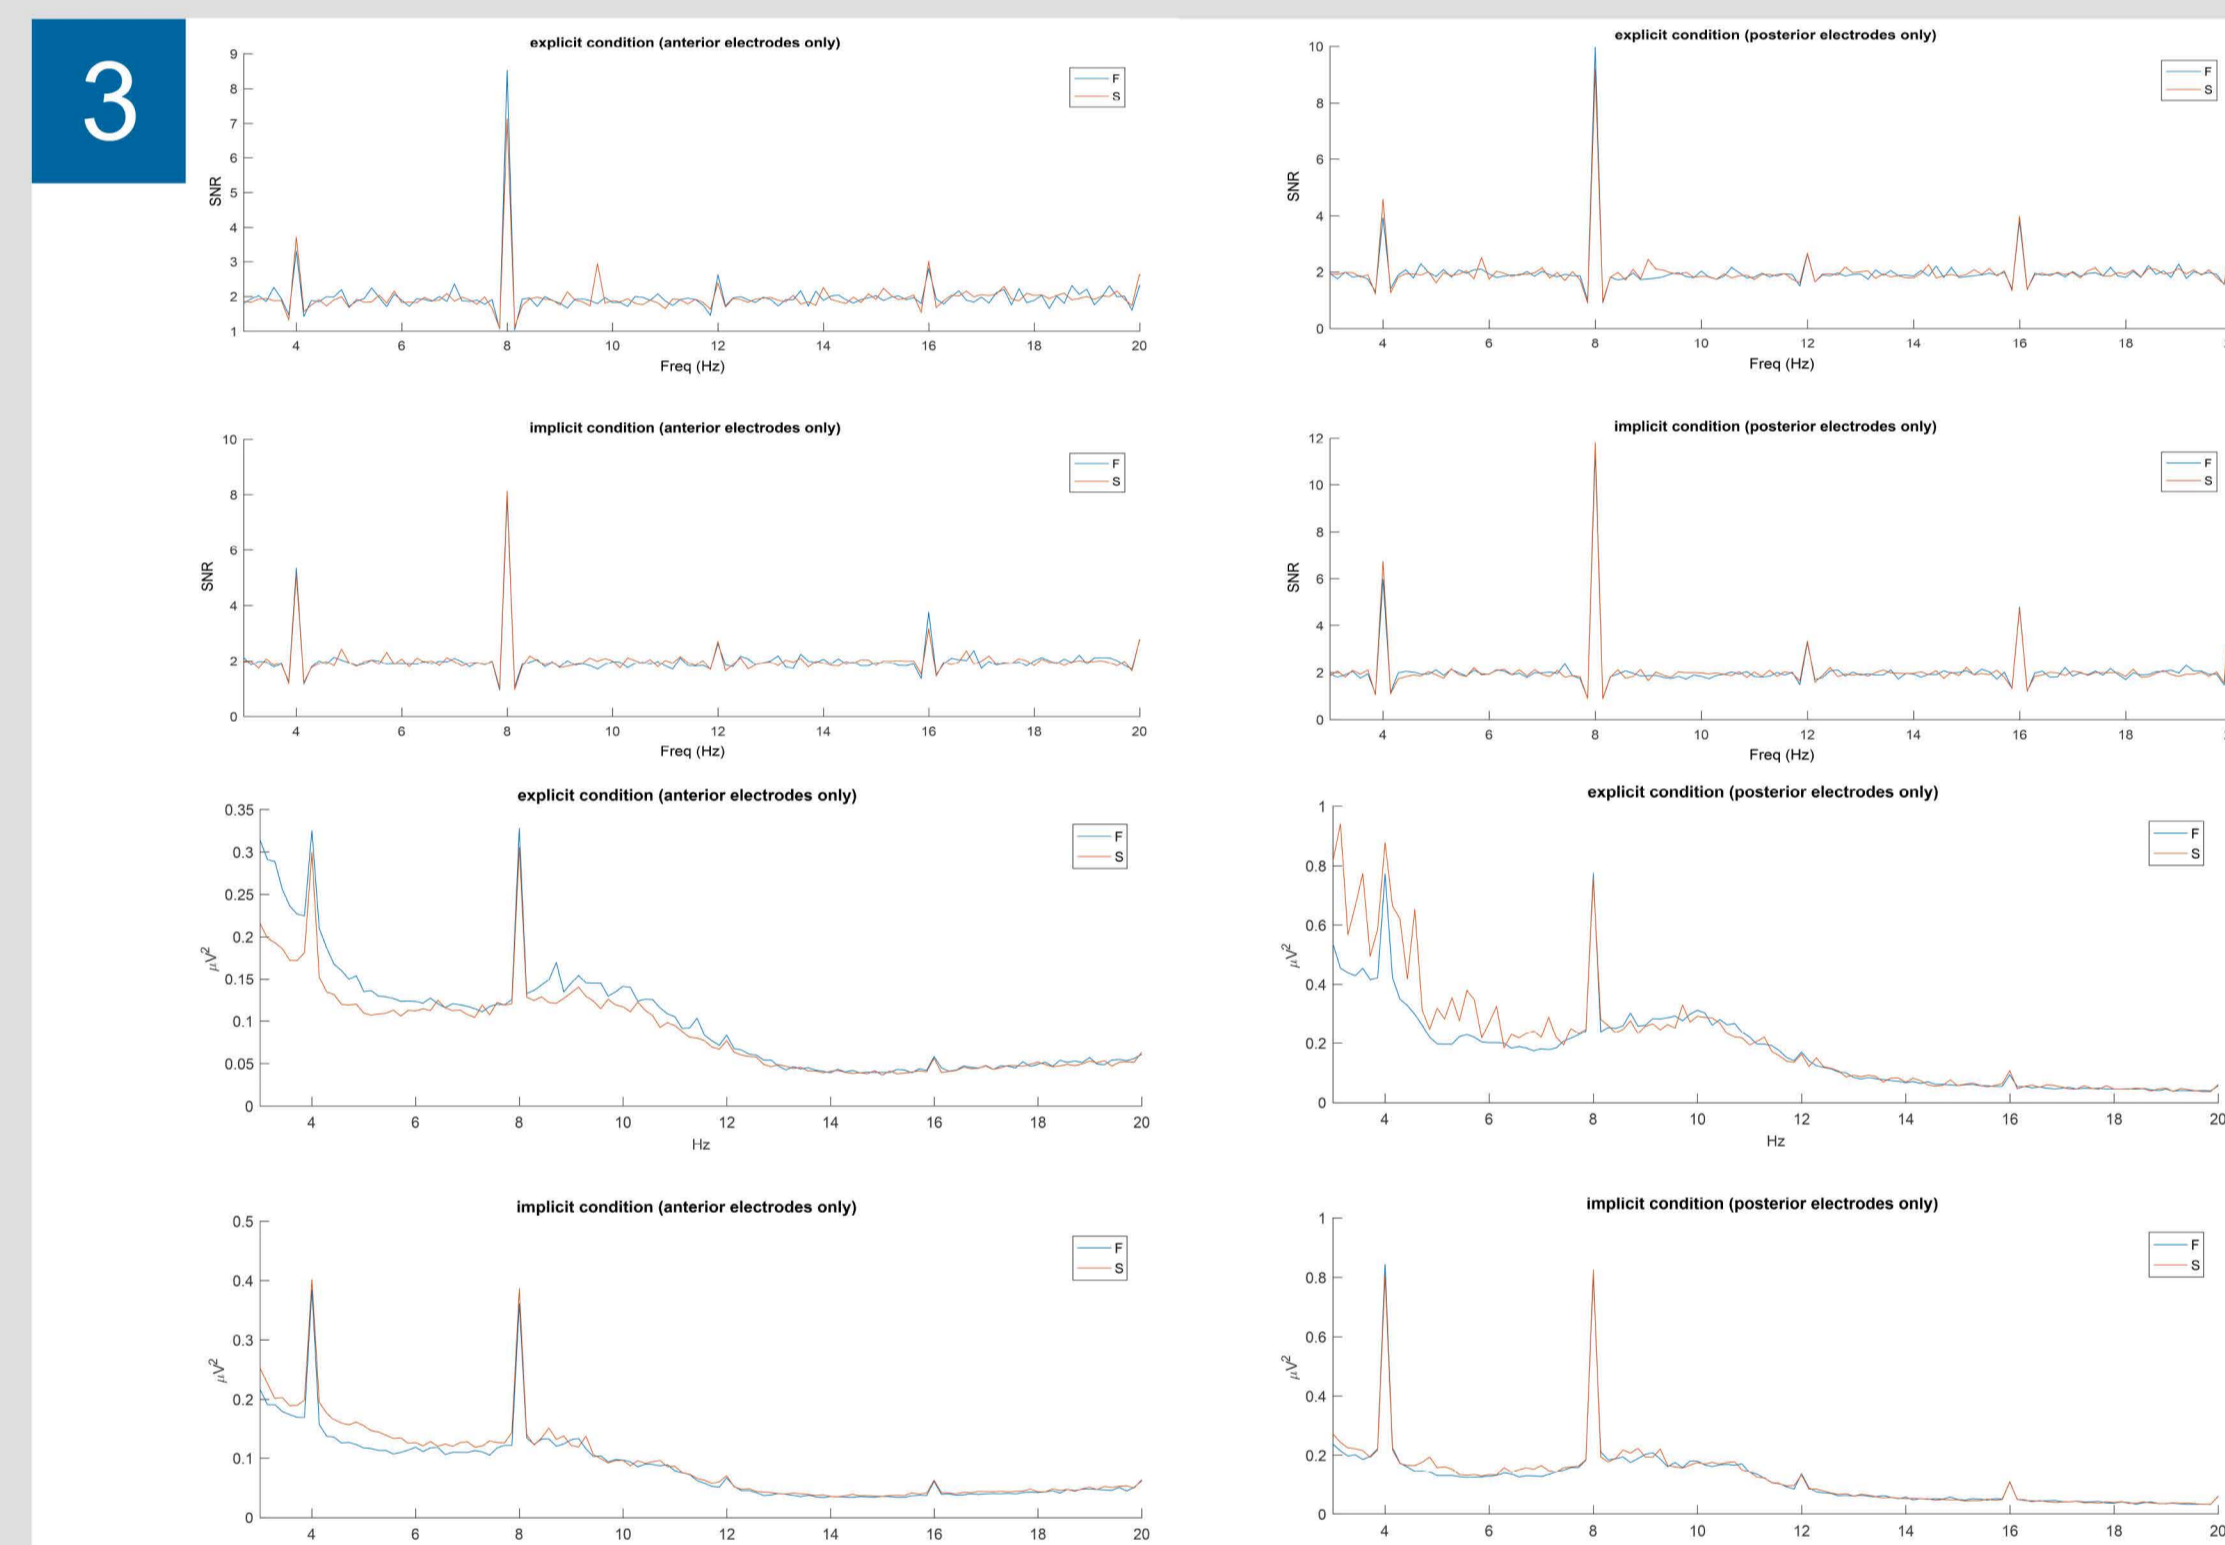 3
explicit condition (anterior electrodes only)
9
8
7
6
5
4
3
2
1
SNR
F
S
4 6 8 10 12 14 16 18 20
Freq (Hz)
explicit condition (posterior electrodes only)
10
8
6
4
2
0
SNR
F
S
4 6 8 10 12 14 16 18
Freq (Hz)
implicit condition (anterior electrodes only)
10
8
6
4
2
0
SNR
F
S
4 6 8 10 12 14 16 18 20
Freq (Hz)
implicit condition (posterior electrodes only)
12
10
8
6
4
2
0
SNR
F
S
4 6 8 10 12 14 16 18
Freq (Hz)
explicit condition (anterior electrodes only)
0.35
0.3
0.25
0.2
0.15
0.1
0.05
0
μV²
F
S
4 6 8 10 12 14 16 18 20
Hz
explicit condition (posterior electrodes only)
1
0.8
0.6
0.4
0.2
0
μV²
F
S
4 6 8 10 12 14 16 18 20
Hz
implicit condition (anterior electrodes only)
0.5
0.4
0.3
0.2
0.1
0
μV²
F
S
4 6 8 10 12 14 16 18 20
implicit condition (posterior electrodes only)
1
0.8
0.6
0.4
0.2
0
μV²
F
S
4 6 8 10 12 14 16 18 20